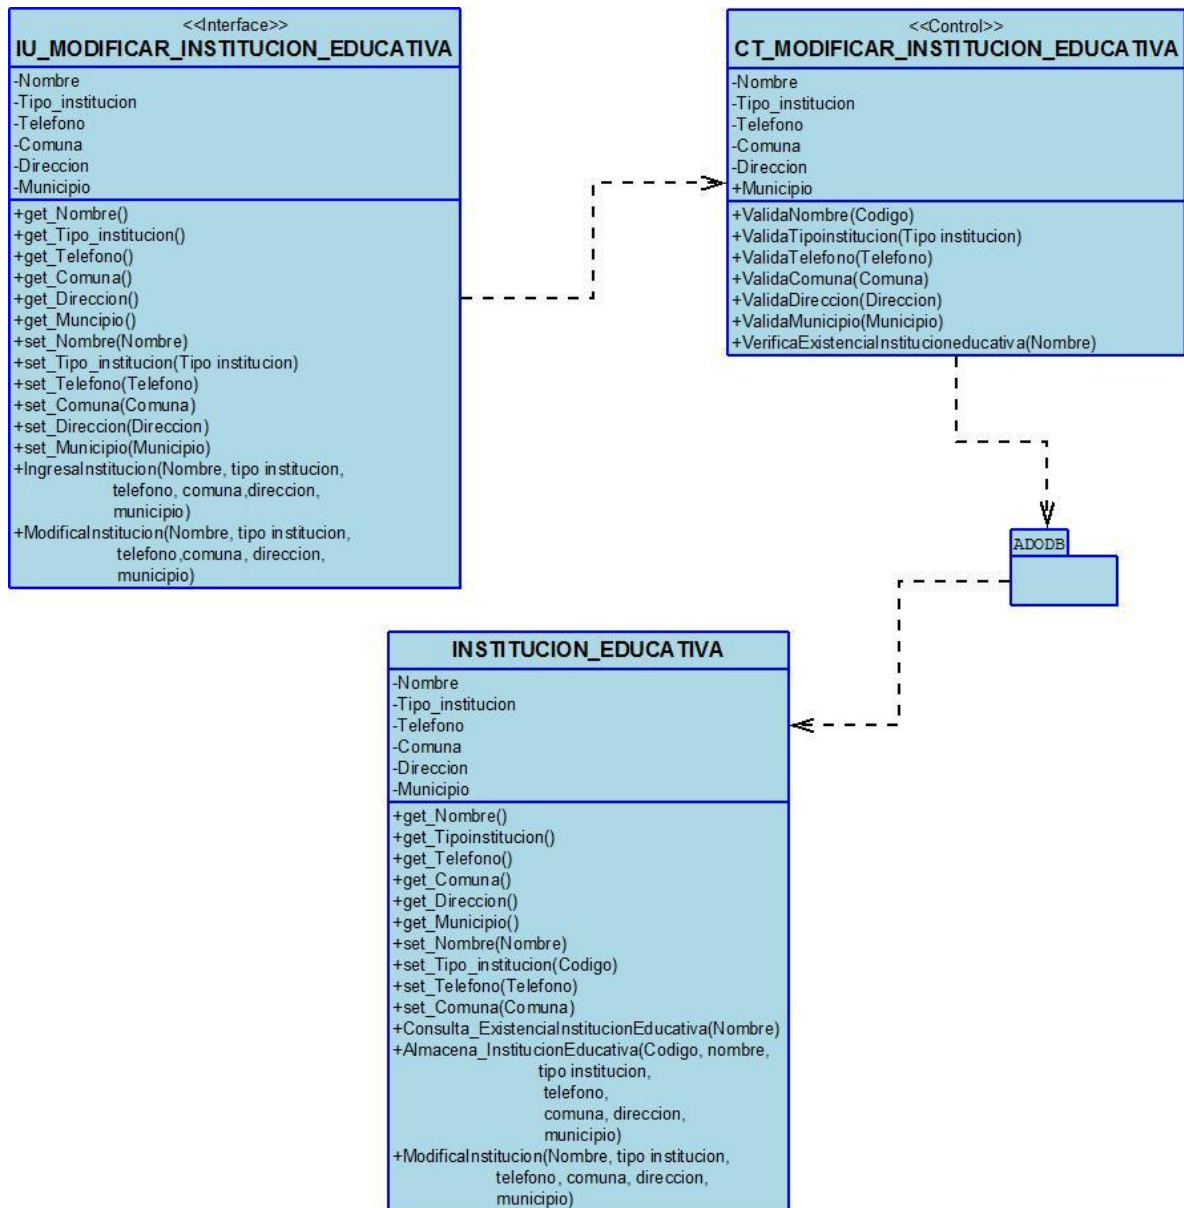 <<Interface>>
IU_MODIFICAR_INSTITUCION_EDUCATIVA
-Nombre
-Tipo_institucion
-Telefono
-Comuna
-Direccion
-Municipio
+get_Nombre()
+get_Tipo_institucion()
+get_Telefono()
+get_Comuna()
+get_Direccion()
+get_Muncipio()
+set_Nombre(Nombre)
+set_Tipo_institucion(Tipo institucion)
+set_Telefono(Telefono)
+set_Comuna(Comuna)
+set_Direccion(Direccion)
+set_Municipio(Municipio)
+IngresaInstitucion(Nombre, tipo institucion,
telefono, comuna,direccion,
municipio)
+ModificaInstitucion(Nombre, tipo institucion,
telefono,comuna, direccion,
municipio)
<<Control>>
CT_MODIFICAR_INSTITUCION_EDUCATIVA
-Nombre
-Tipo_institucion
-Telefono
-Comuna
-Direccion
+Municipio
+ValidaNombre(Codigo)
+ValidaTipoinstitucion(Tipo institucion)
+ValidaTelefono(Telefono)
+ValidaComuna(Comuna)
+ValidaDireccion(Direccion)
+ValidaMunicipio(Municipio)
+VerificaExistenciaInstitucioneducativa(Nombre)
ADODB
INSTITUCION_EDUCATIVA
-Nombre
-Tipo_institucion
-Telefono
-Comuna
-Direccion
-Municipio
+get_Nombre()
+get_Tipoinstitucion()
+get_Telefono()
+get_Comuna()
+get_Direccion()
+get_Municipio()
+set_Nombre(Nombre)
+set_Tipo_institucion(Codigo)
+set_Telefono(Telefono)
+set_Comuna(Comuna)
+Consulta_ExistenciaInstitucionEducativa(Nombre)
+Almacena_InstitucionEducativa(Codigo, nombre,
tipo institucion,
telefono,
comuna, direccion,
municipio)
+ModificaInstitucion(Nombre, tipo institucion,
telefono, comuna, direccion,
municipio)